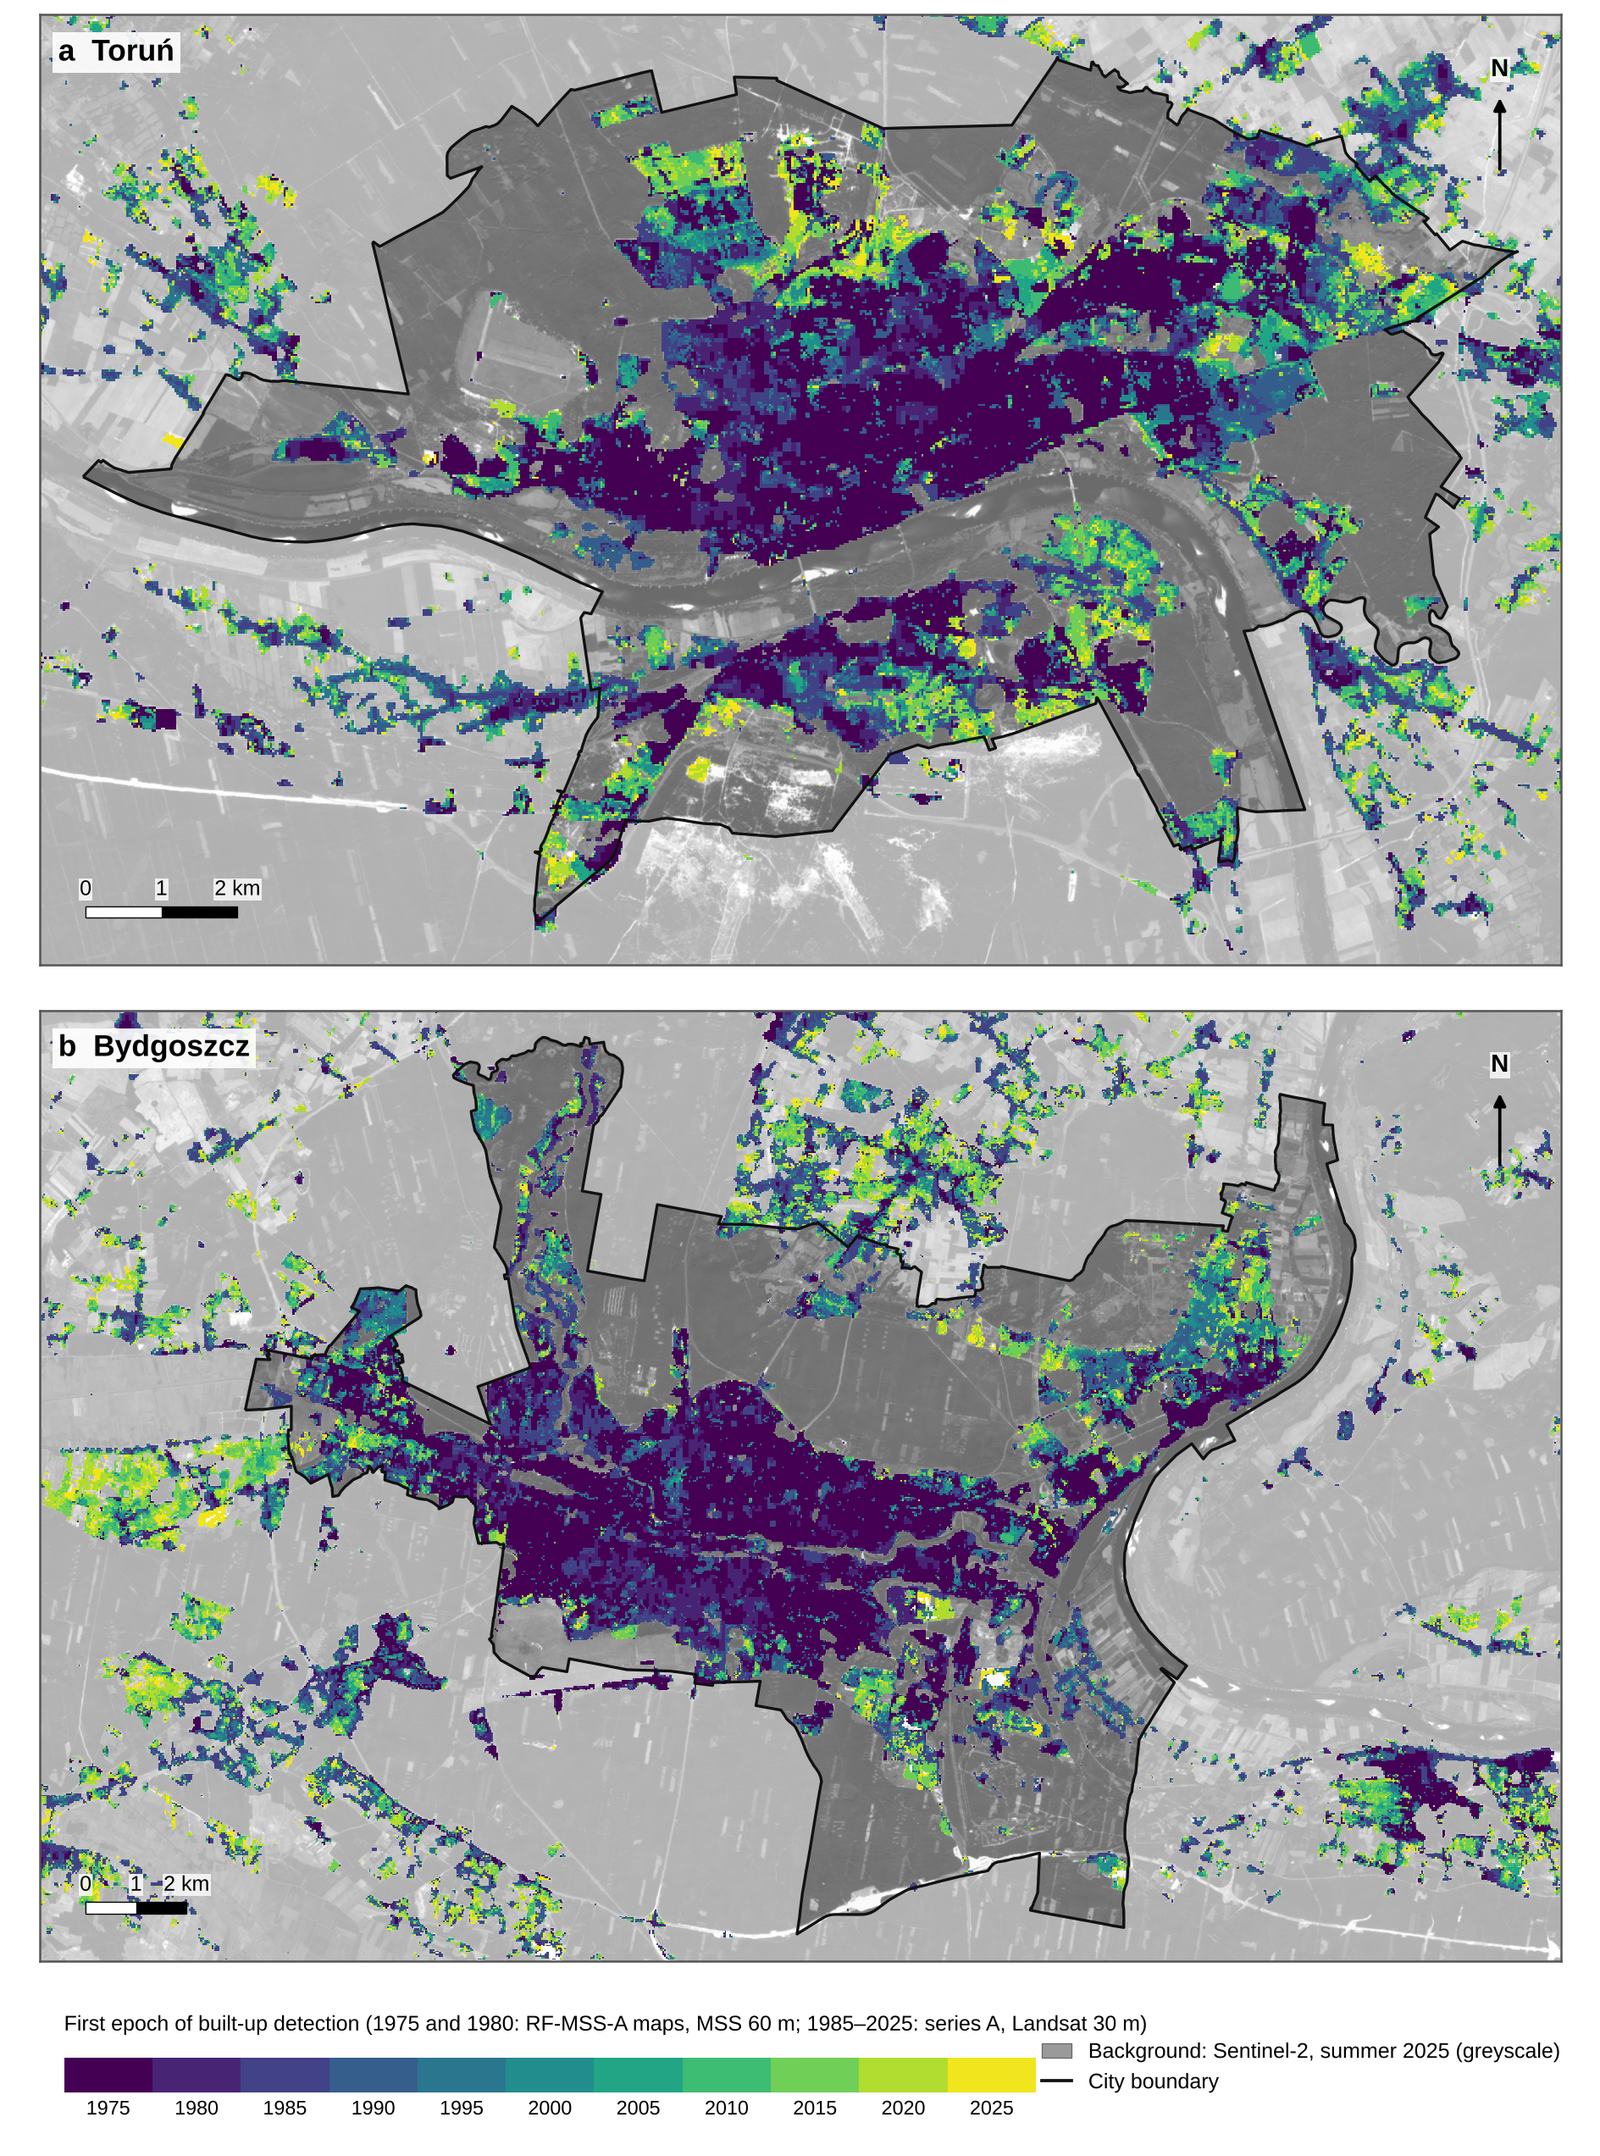 a Toruń
N
0 1 2 km
b Bydgoszcz
N
0 1 2 km
First epoch of built-up detection (1975 and 1980: RF-MSS-A maps, MSS 60 m; 1985–2025: series A, Landsat 30 m)
Background: Sentinel-2, summer 2025 (greyscale)
City boundary
1975 1980 1985 1990 1995 2000 2005 2010 2015 2020 2025